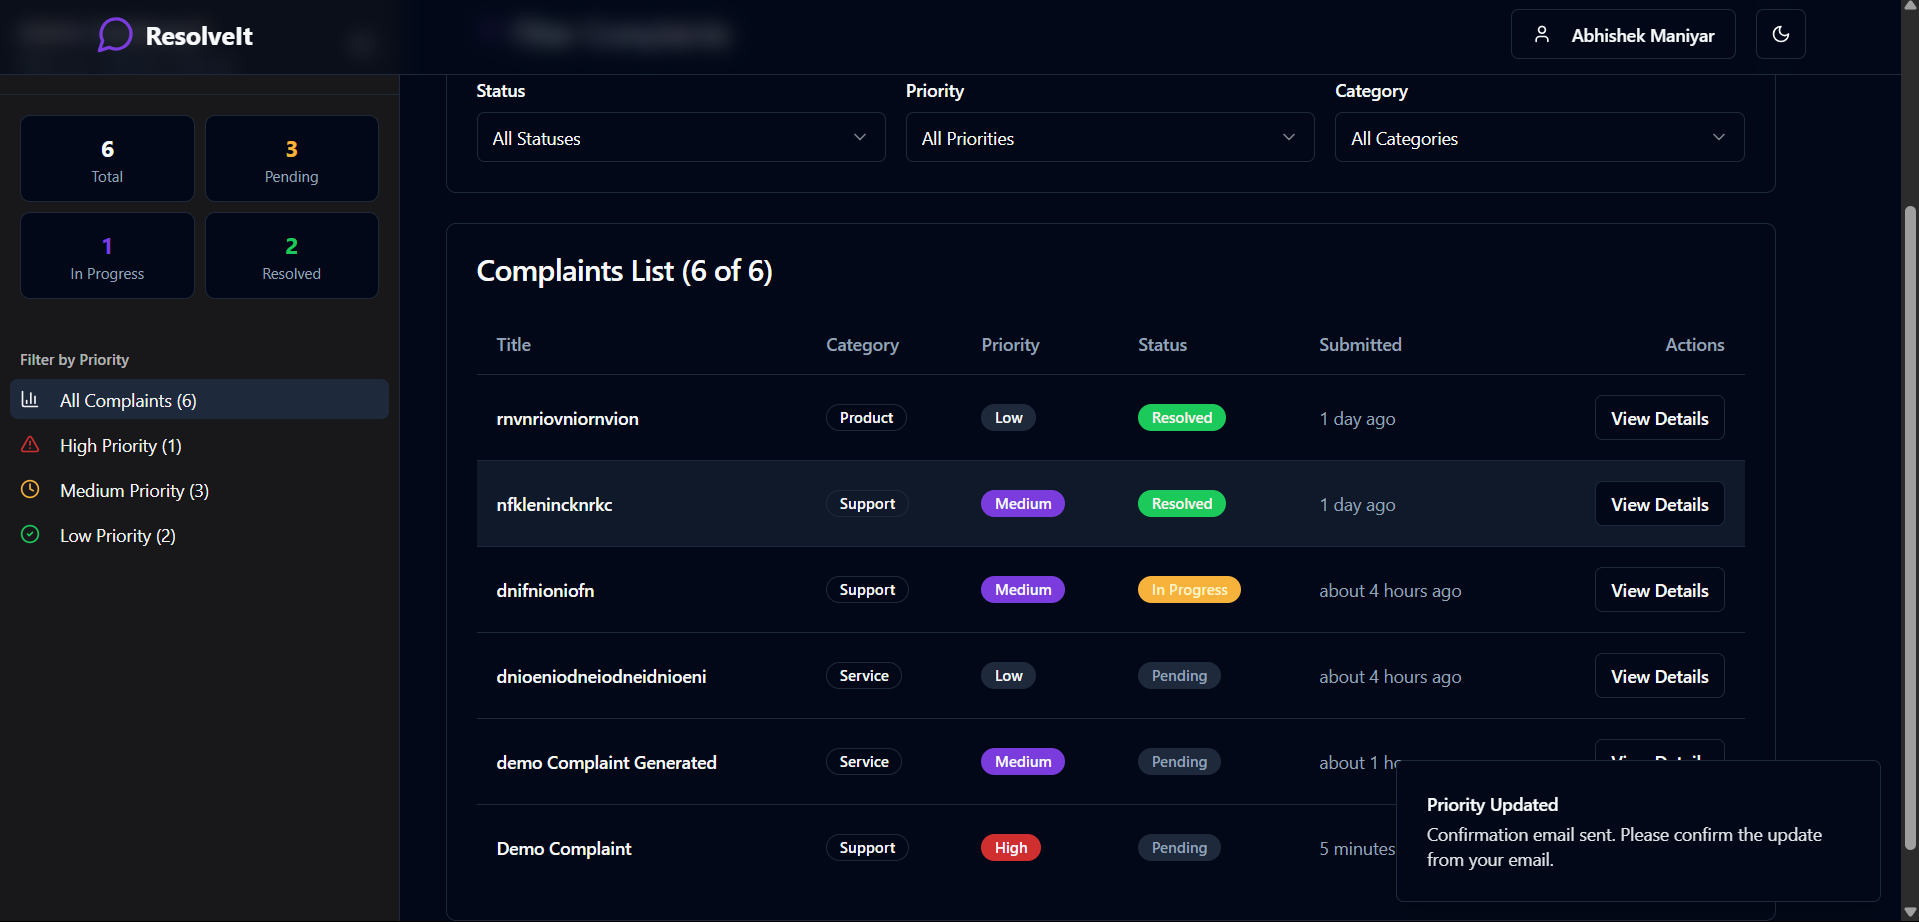 ResolveIt
Abhishek Maniyar
6
Total
3
Pending
1
In Progress
2
Resolved
Filter by Priority
All Complaints (6)
High Priority (1)
Medium Priority (3)
Low Priority (2)
Status
Priority
Category
All Statuses
All Priorities
All Categories
Complaints List (6 of 6)
Title Category Priority Status Submitted Actions
rnvnriovniornvion Product Low Resolved 1 day ago View Details
nfklenincknrkc Support Medium Resolved 1 day ago View Details
dnifnioniofn Support Medium In Progress about 4 hours ago View Details
dnioeniodneiodneidnioeni Service Low Pending about 4 hours ago View Details
demo Complaint Generated Service Medium Pending about 1
Demo Complaint Support High Pending 5 minutes
Priority Updated
Confirmation email sent. Please confirm the update
from your email.